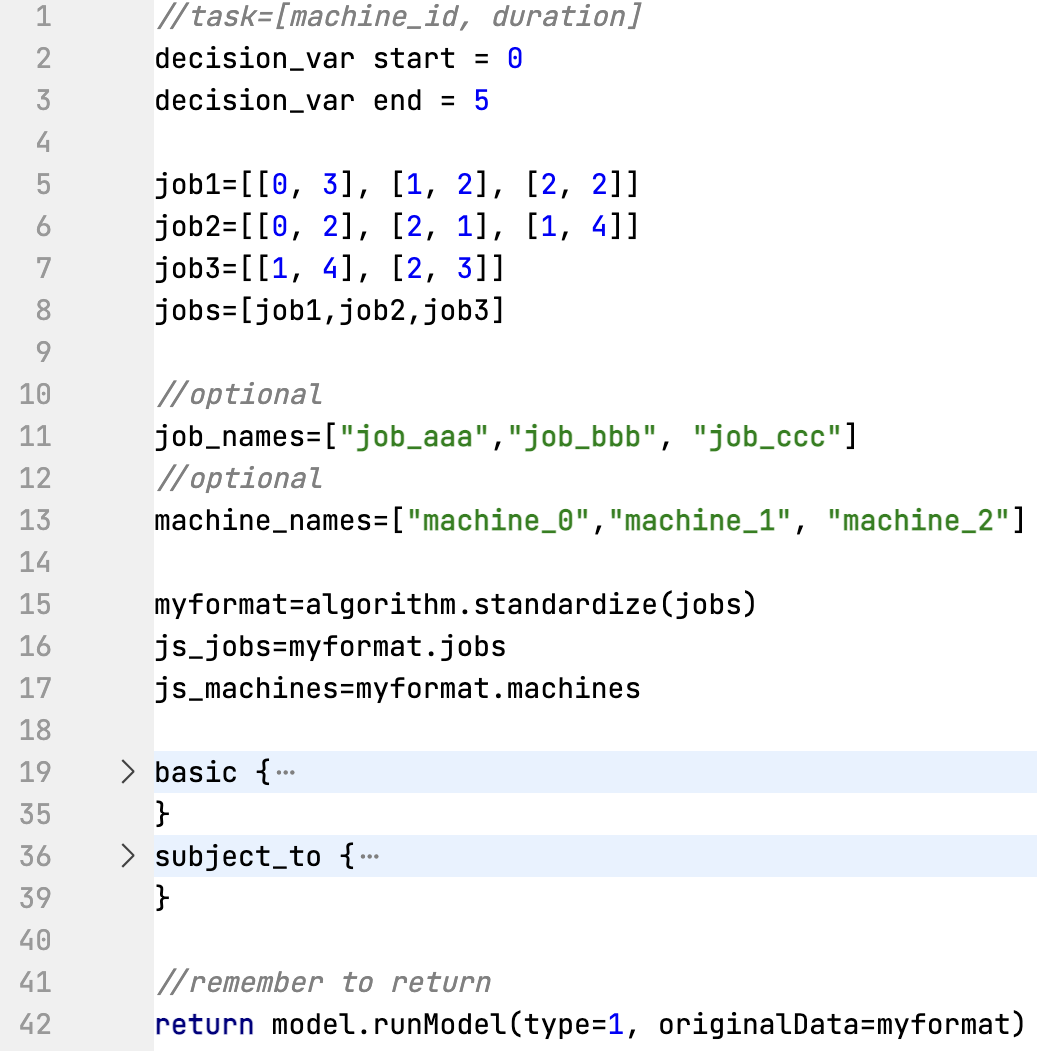 1 //task=[machine_id, duration]
2 decision_var start = 0
3 decision_var end = 5
4
5 job1=[[0, 3], [1, 2], [2, 2]]
6 job2=[[0, 2], [2, 1], [1, 4]]
7 job3=[[1, 4], [2, 3]]
8 jobs=[job1,job2,job3]
9
10 //optional
11 job_names=["job_aaa","job_bbb", "job_ccc"]
12 //optional
13 machine_names=["machine_0","machine_1", "machine_2"]
14
15 myformat=algorithm.standardize(jobs)
16 js_jobs=myformat.jobs
17 js_machines=myformat.machines
18
19 > basic {···
35 }
36 > subject_to {···
39 }
40
41 //remember to return
42 return model.runModel(type=1, originalData=myformat)